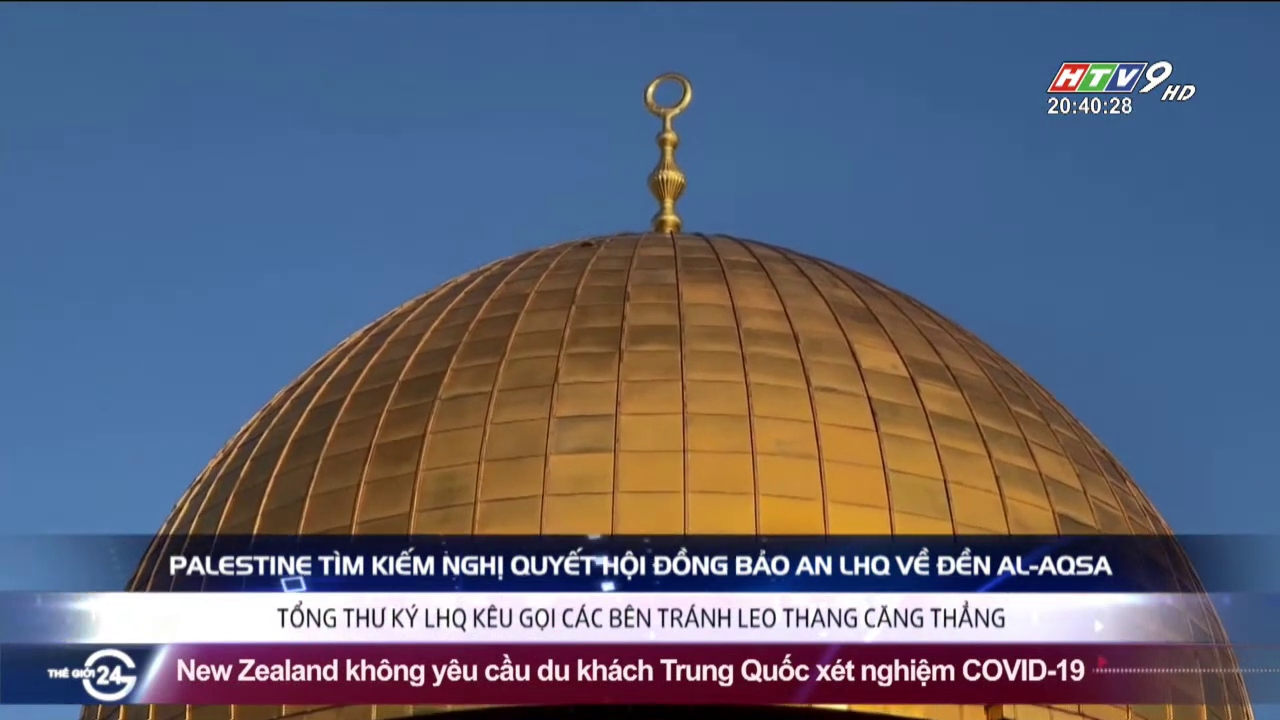 HTV9 HD
20:40:28
PALESTINE TÌM KIẾM NGHỊ QUYẾT HỘI ĐỒNG BẢO AN LHQ VỀ ĐỀN AL-AQSA
TỔNG THƯ KÝ LHQ KÊU GỌI CÁC BÊN TRÁNH LEO THANG CĂNG THẲNG
THẾ GIỚI 24G
New Zealand không yêu cầu du khách Trung Quốc xét nghiệm COVID-19